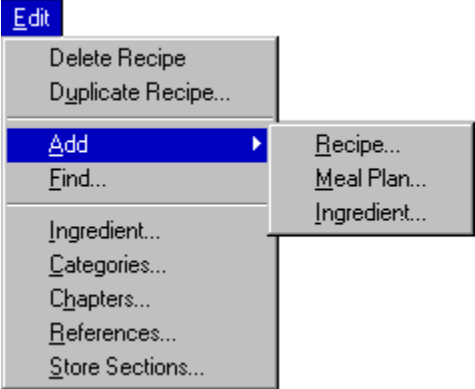 Edit
Delete Recipe
Duplicate Recipe...
Add
Find...
Ingredient...
Categories...
Chapters...
References...
Store Sections...
Recipe...
Meal Plan...
Ingredient...